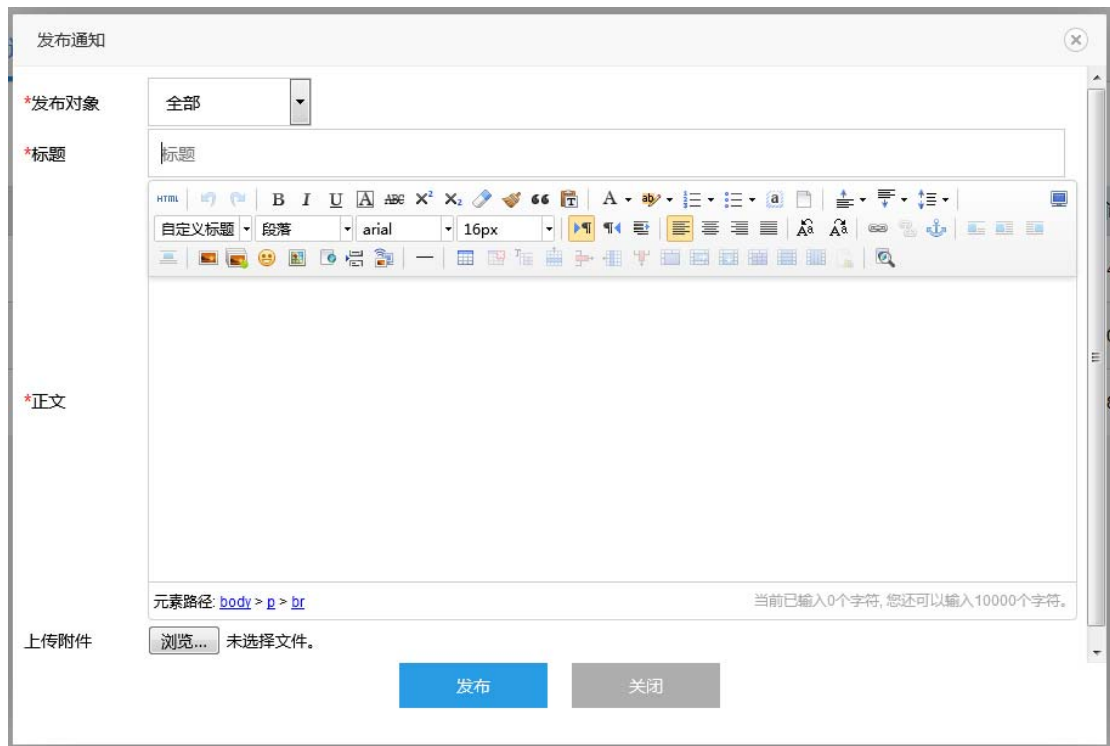 发布通知
*发布对象 全部
*标题 标题
HTML B I U A ABC X² X₂ A a
自定义标题 段落 arial 16px
*正文
元素路径: body > p > br 当前已输入0个字符, 您还可以输入10000个字符。
上传附件 浏览... 未选择文件。
发布 关闭